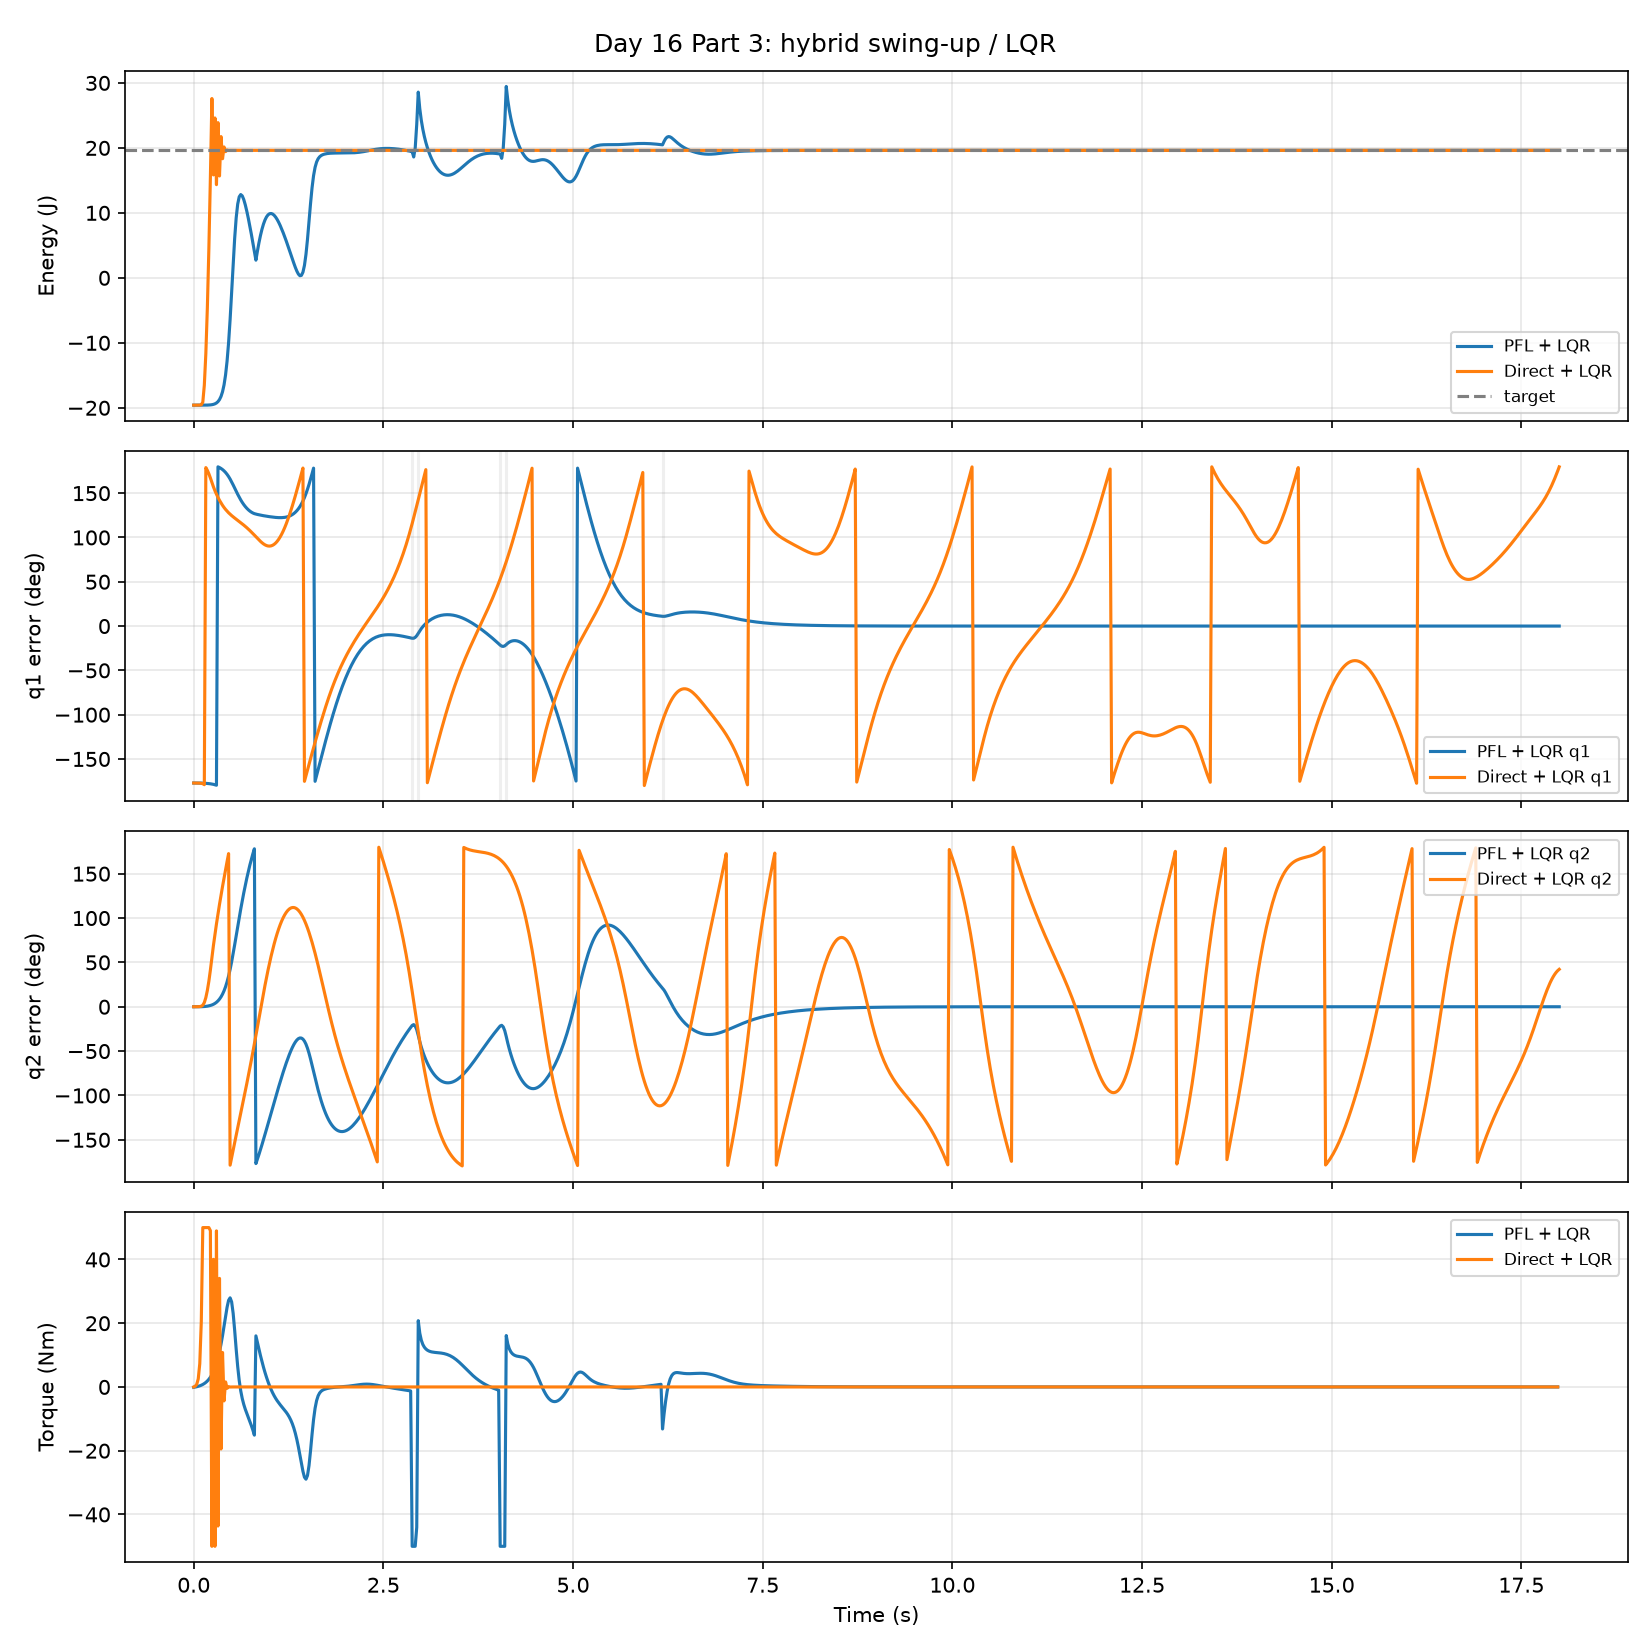 Day 16 Part 3: hybrid swing-up / LQR
30
20
10
0
−10
−20
Energy (J)
PFL + LQR
Direct + LQR
target
150
100
50
0
−50
−100
−150
q1 error (deg)
PFL + LQR q1
Direct + LQR q1
150
100
50
0
−50
−100
−150
q2 error (deg)
PFL + LQR q2
Direct + LQR q2
40
20
0
−20
−40
Torque (Nm)
PFL + LQR
Direct + LQR
0.0 2.5 5.0 7.5 10.0 12.5 15.0 17.5
Time (s)